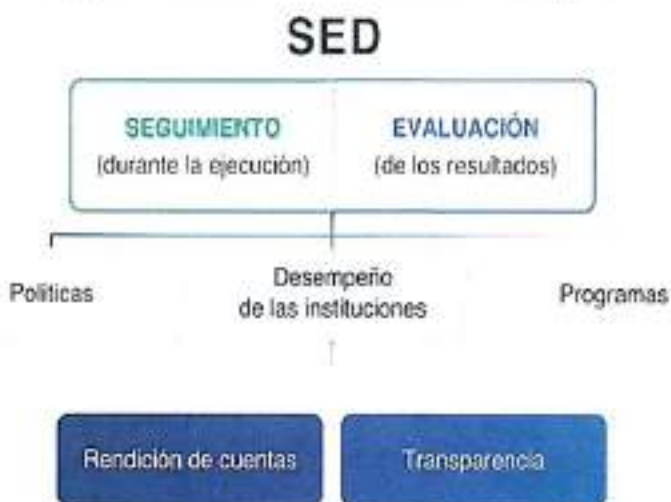 SED
SEGUIMIENTO
(durante la ejecución)
EVALUACIÓN
(de los resultados)
Políticas
Desempeño
de las instituciones
Programas
Rendición de cuentas
Transparencia